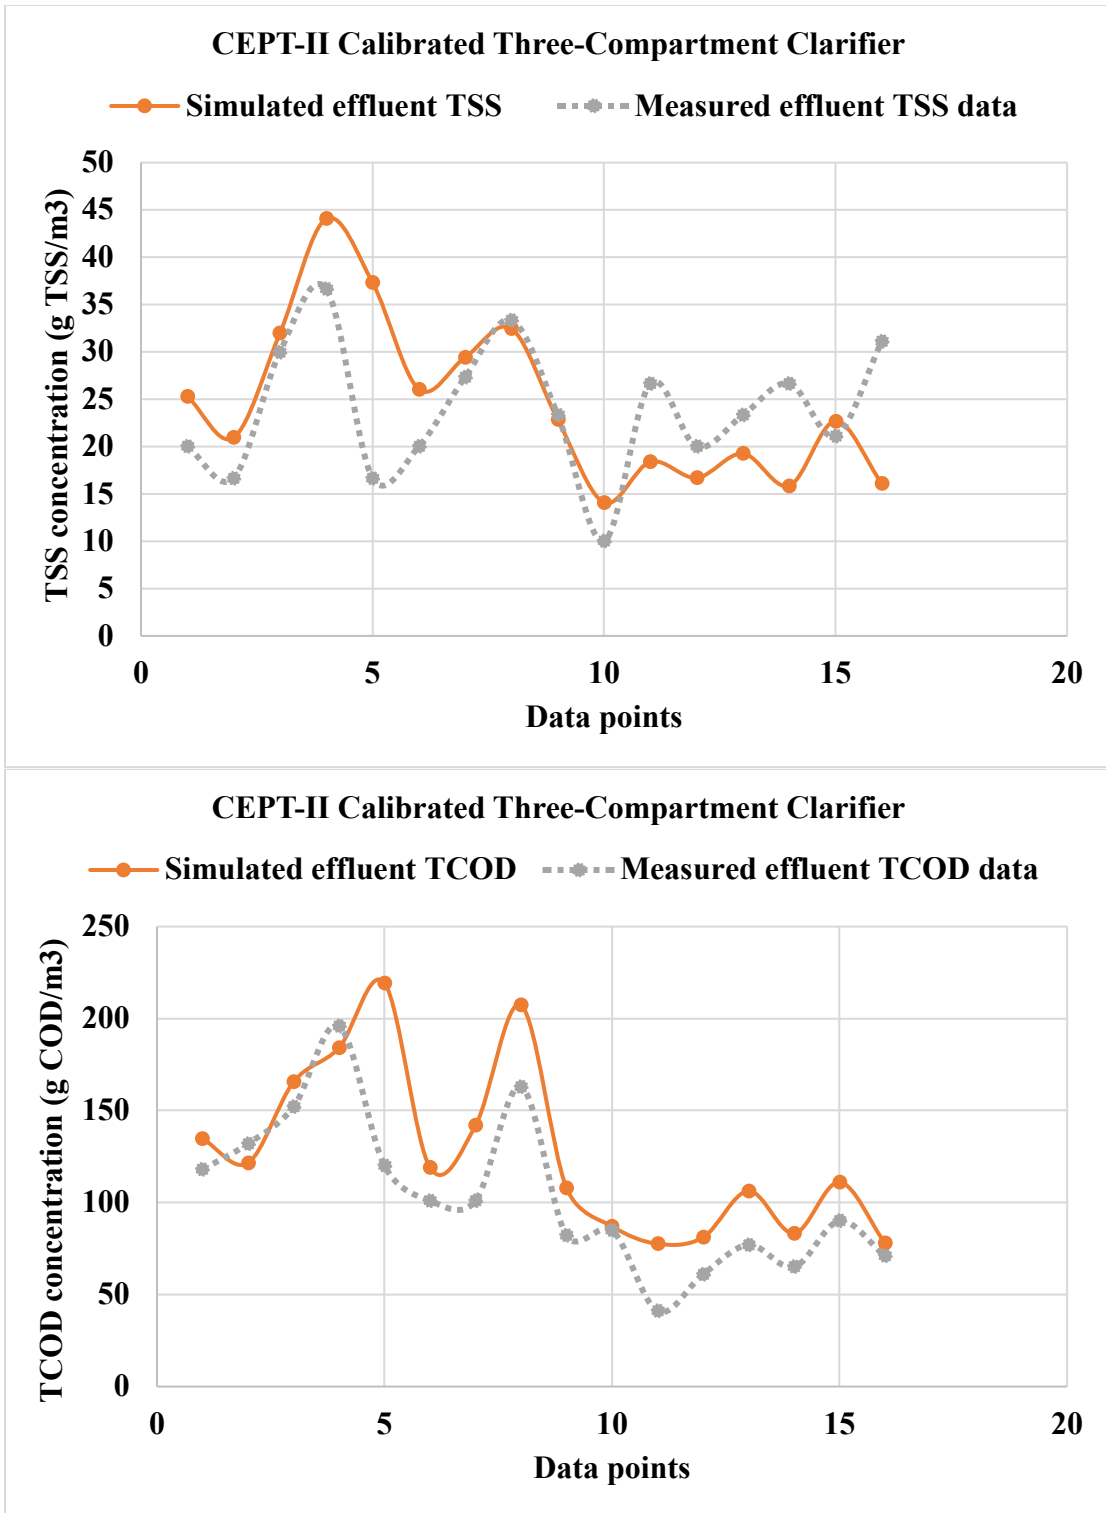 CEPT-II Calibrated Three-Compartment Clarifier
Simulated effluent TSS Measured effluent TSS data
TSS concentration (g TSS/m3)
50
45
40
35
30
25
20
15
10
5
0
0 5 10 15 20
Data points
CEPT-II Calibrated Three-Compartment Clarifier
Simulated effluent TCOD Measured effluent TCOD data
TCOD concentration (g COD/m3)
250
200
150
100
50
0
0 5 10 15 20
Data points